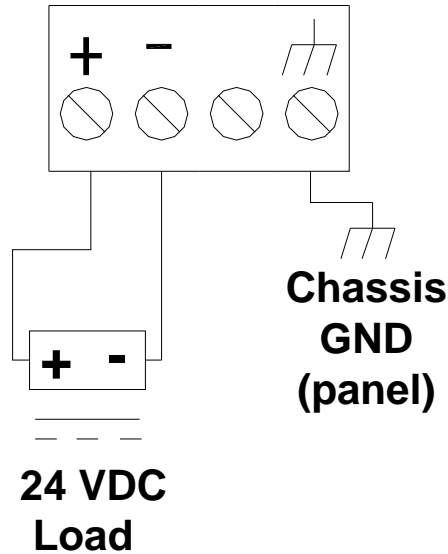 + -
Chassis
GND
(panel)
+ -
24 VDC
Load